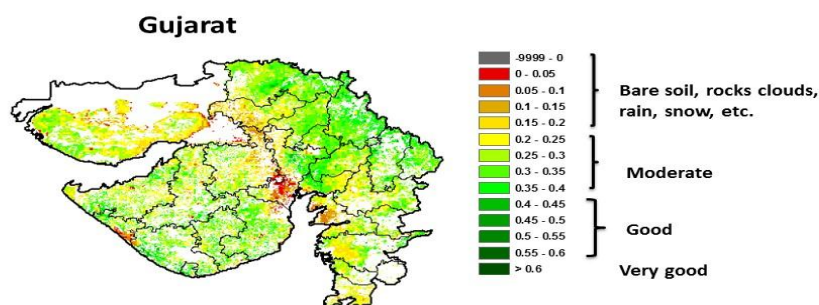 Gujarat
-9999 - 0
0 - 0.05
0.05 - 0.1
0.1 - 0.15
0.15 - 0.2
0.2 - 0.25
0.25 - 0.3
0.3 - 0.35
0.35 - 0.4
0.4 - 0.45
0.45 - 0.5
0.5 - 0.55
0.55 - 0.6
> 0.6
Bare soil, rocks clouds,
rain, snow, etc.
Moderate
Good
Very good